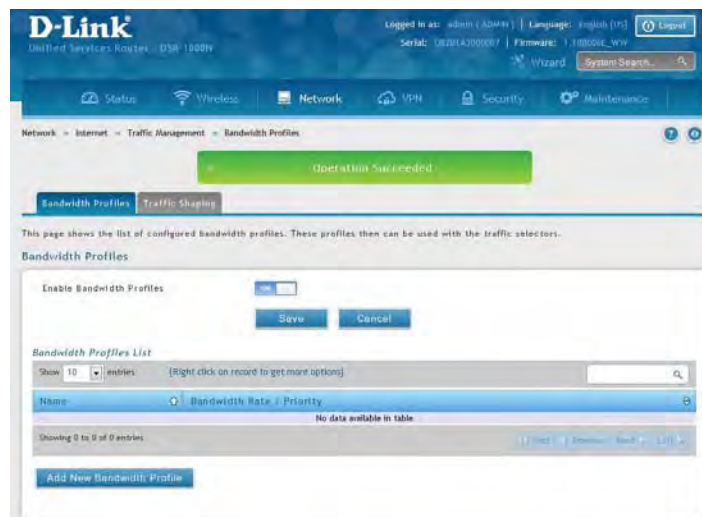 D-Link
Unified Services Router - DSR-1000N
Logged in as: admin ( ADMIN ) | Language: English [US]
Logout
Serial: | Firmware:
Wizard System Search...
Status Wireless Network VPN Security Maintenance
Network » Internet » Traffic Management » Bandwidth Profiles
Operation Succeeded
Bandwidth Profiles Traffic Shaping
This page shows the list of configured bandwidth profiles. These profiles then can be used with the traffic selectors.
Bandwidth Profiles
Enable Bandwidth Profiles ON
Save Cancel
Bandwidth Profiles List
Show 10 entries [Right click on record to get more options]
Name Bandwidth Rate / Priority
No data available in table
Showing 0 to 0 of 0 entries
First Previous Next Last
Add New Bandwidth Profile